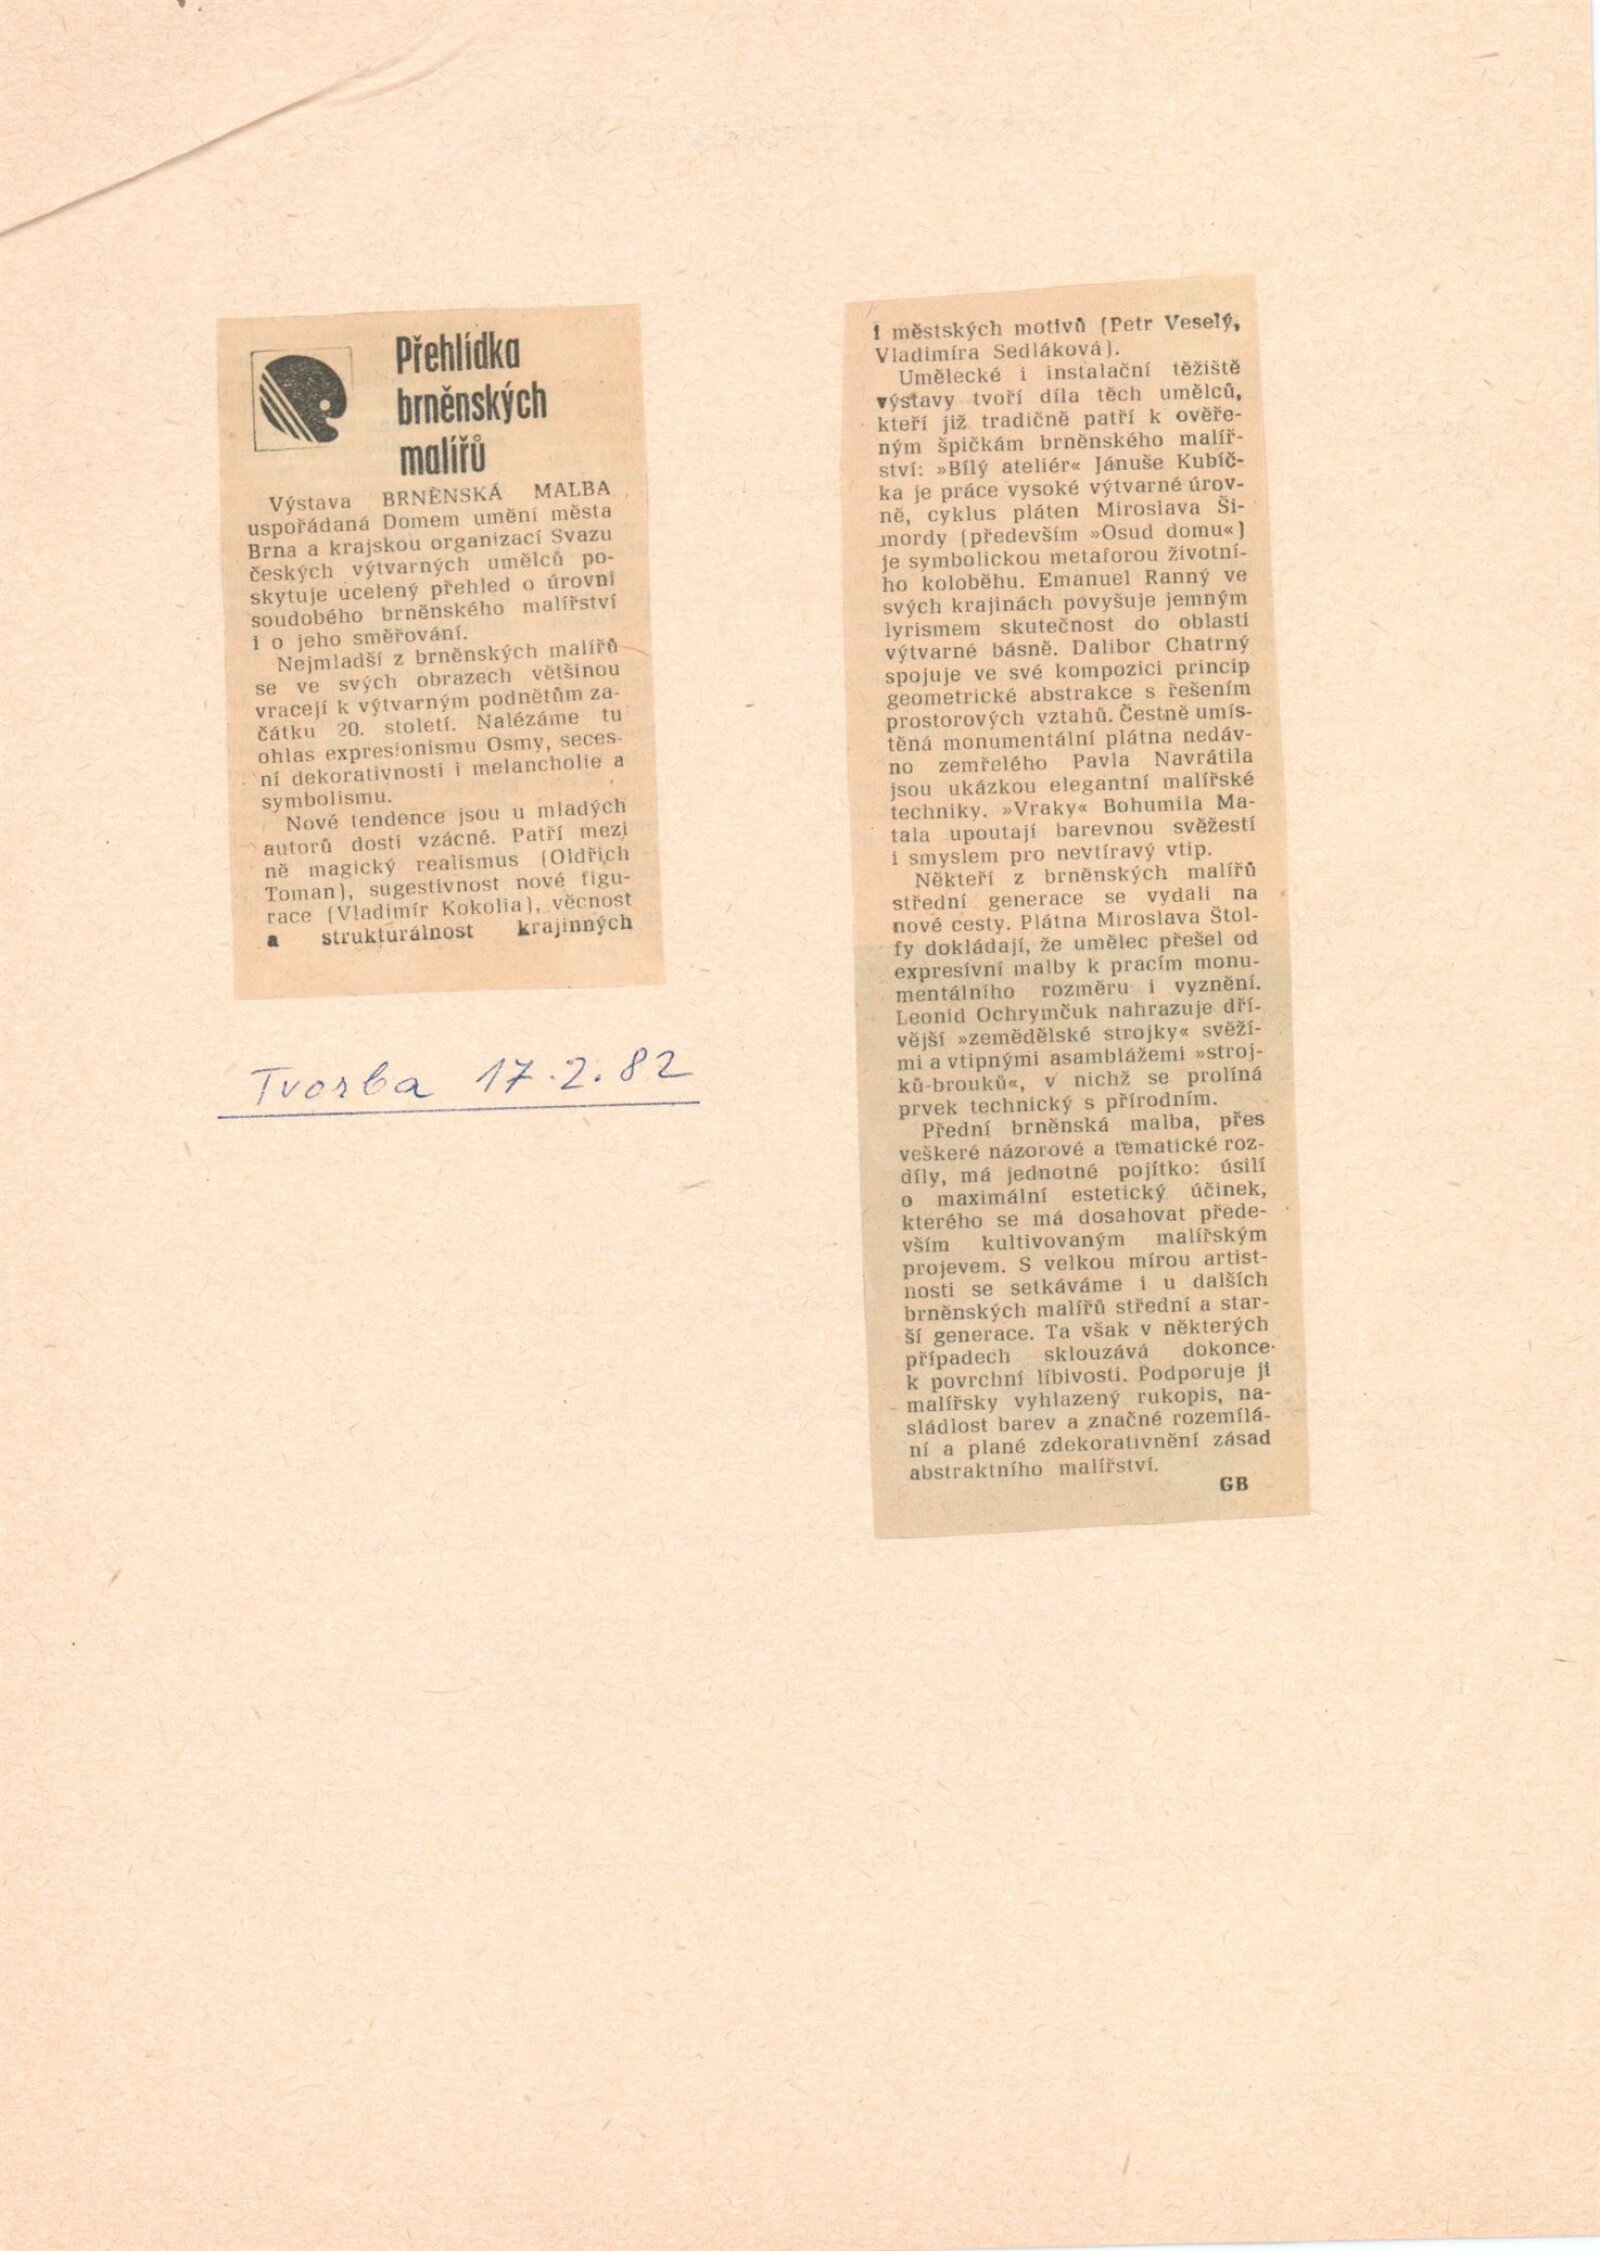 Přehlídka
brněnských
malířů
Výstava BRNĚNSKÁ MALBA
uspořádaná Domem umění města
Brna a krajskou organizací Svazu
českých výtvarných umělců po-
skytuje ucelený přehled o úrovni
soudobého brněnského malířství
i o jeho směřování.
Nejmladší z brněnských malířů
se ve svých obrazech většinou
vracejí k výtvarným podnětům za-
čátku 20. století. Nalézáme tu
ohlas expresionismu Osmy, seces-
ní dekorativnosti i melancholie a
symbolismu.
Nové tendence jsou u mladých
autorů dosti vzácné. Patří mezi
ně magický realismus (Oldřich
Toman), sugestivnost nové figu-
race (Vladimír Kokolia), věcnost
a strukturálnost krajinných
Tvorba 17.2.82
i městských motivů (Petr Veselý,
Vladimíra Sedláková).
Umělecké i instalační těžiště
výstavy tvoří díla těch umělců,
kteří již tradičně patří k ověře-
ným špičkám brněnského malíř-
ství: »Bílý ateliér« Jánuše Kubíč-
ka je práce vysoké výtvarné úrov-
ně, cyklus pláten Miroslava Ši-
mordy (především »Osud domu«)
je symbolickou metaforou životní-
ho koloběhu. Emanuel Ranný ve
svých krajinách povyšuje jemným
lyrismem skutečnost do oblasti
výtvarné básně. Dalibor Chatrný
spojuje ve své kompozici princip
geometrické abstrakce s řešením
prostorových vztahů. Čestně umís-
těná monumentální plátna nedáv-
no zemřelého Pavla Navrátila
jsou ukázkou elegantní malířské
techniky. »Vraky« Bohumila Ma-
tala upoutají barevnou svěžestí
i smyslem pro nevtíravý vtip.
Někteří z brněnských malířů
střední generace se vydali na
nové cesty. Plátna Miroslava Štol-
fy dokládají, že umělec přešel od
expresívní malby k pracím monu-
mentálního rozměru i vyznění.
Leonid Ochrymčuk nahrazuje dří-
vější »zemědělské strojky« svěží-
mi a vtipnými asamblážemi »stroj-
ků-brouků«, v nichž se prolíná
prvek technický s přírodním.
Přední brněnská malba, přes
veškeré názorové a tematické roz-
díly, má jednotné pojítko: úsilí
o maximální estetický účinek,
kterého se má dosahovat přede-
vším kultivovaným malířským
projevem. S velkou mírou artist-
nosti se setkáváme i u dalších
brněnských malířů střední a star-
ší generace. Ta však v některých
případech sklouzává dokonce
k povrchní líbivosti. Podporuje ji
malířsky vyhlazený rukopis, na-
sládlost barev a značné rozemílá-
ní a plané zdekorativnění zásad
abstraktního malířství.
GB